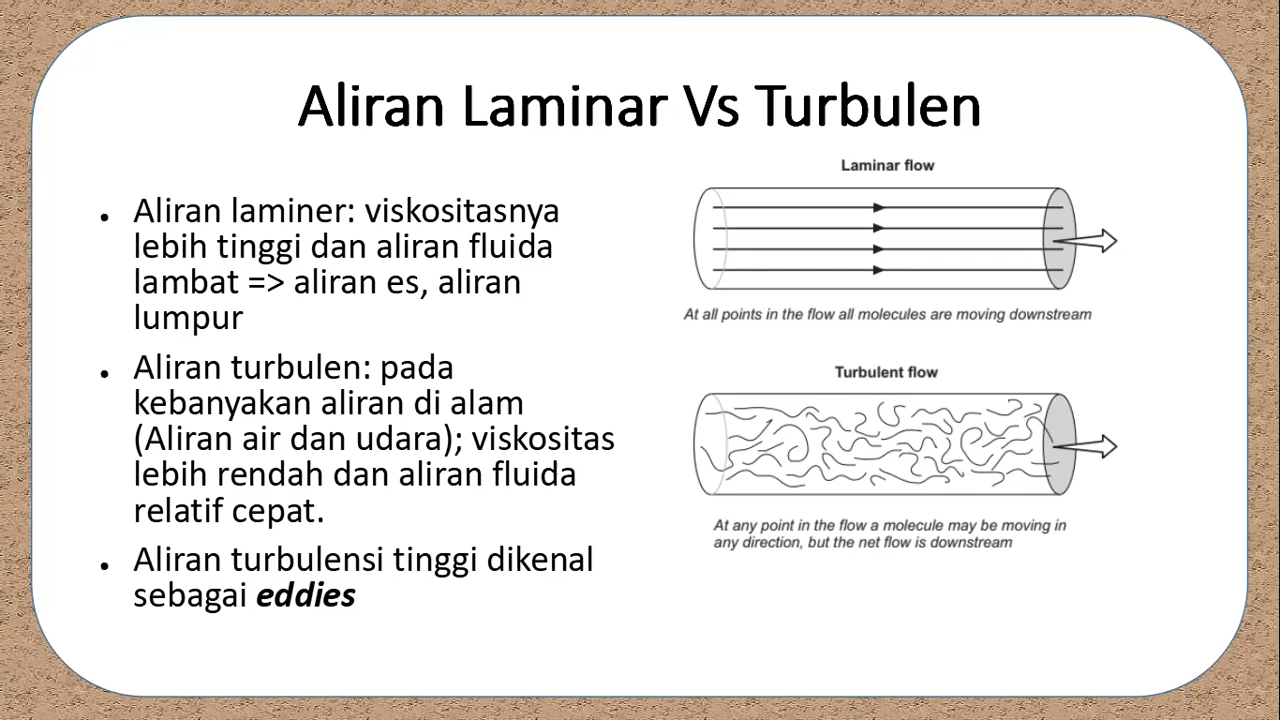 Aliran Laminar Vs Turbulen
• Aliran laminer: viskositasnya
lebih tinggi dan aliran fluida
lambat => aliran es, aliran
lumpur
• Aliran turbulen: pada
kebanyakan aliran di alam
(Aliran air dan udara); viskositas
lebih rendah dan aliran fluida
relatif cepat.
• Aliran turbulensi tinggi dikenal
sebagai eddies
Laminar flow
At all points in the flow all molecules are moving downstream
Turbulent flow
At any point in the flow a molecule may be moving in
any direction, but the net flow is downstream